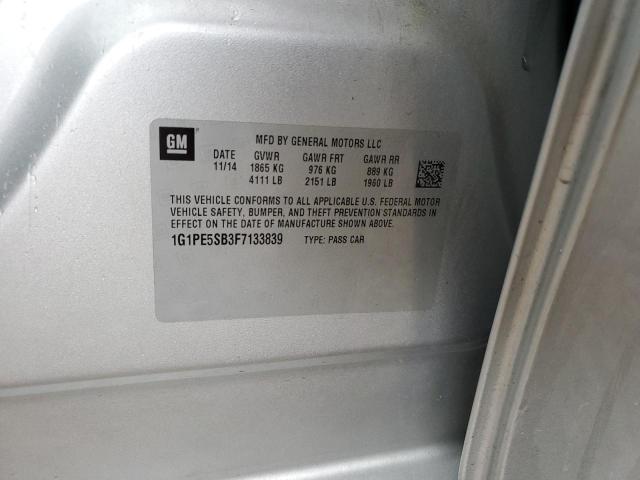 GM
MFD BY GENERAL MOTORS LLC
DATE GVWR GAWR FRT GAWR RR
11/14 1865 KG 976 KG 889 KG
4111 LB 2151 LB 1960 LB
THIS VEHICLE CONFORMS TO ALL APPLICABLE U.S. FEDERAL MOTOR
VEHICLE SAFETY, BUMPER, AND THEFT PREVENTION STANDARDS IN
EFFECT ON THE DATE OF MANUFACTURE SHOWN ABOVE.
1G1PE5SB3F7133839 TYPE: PASS CAR